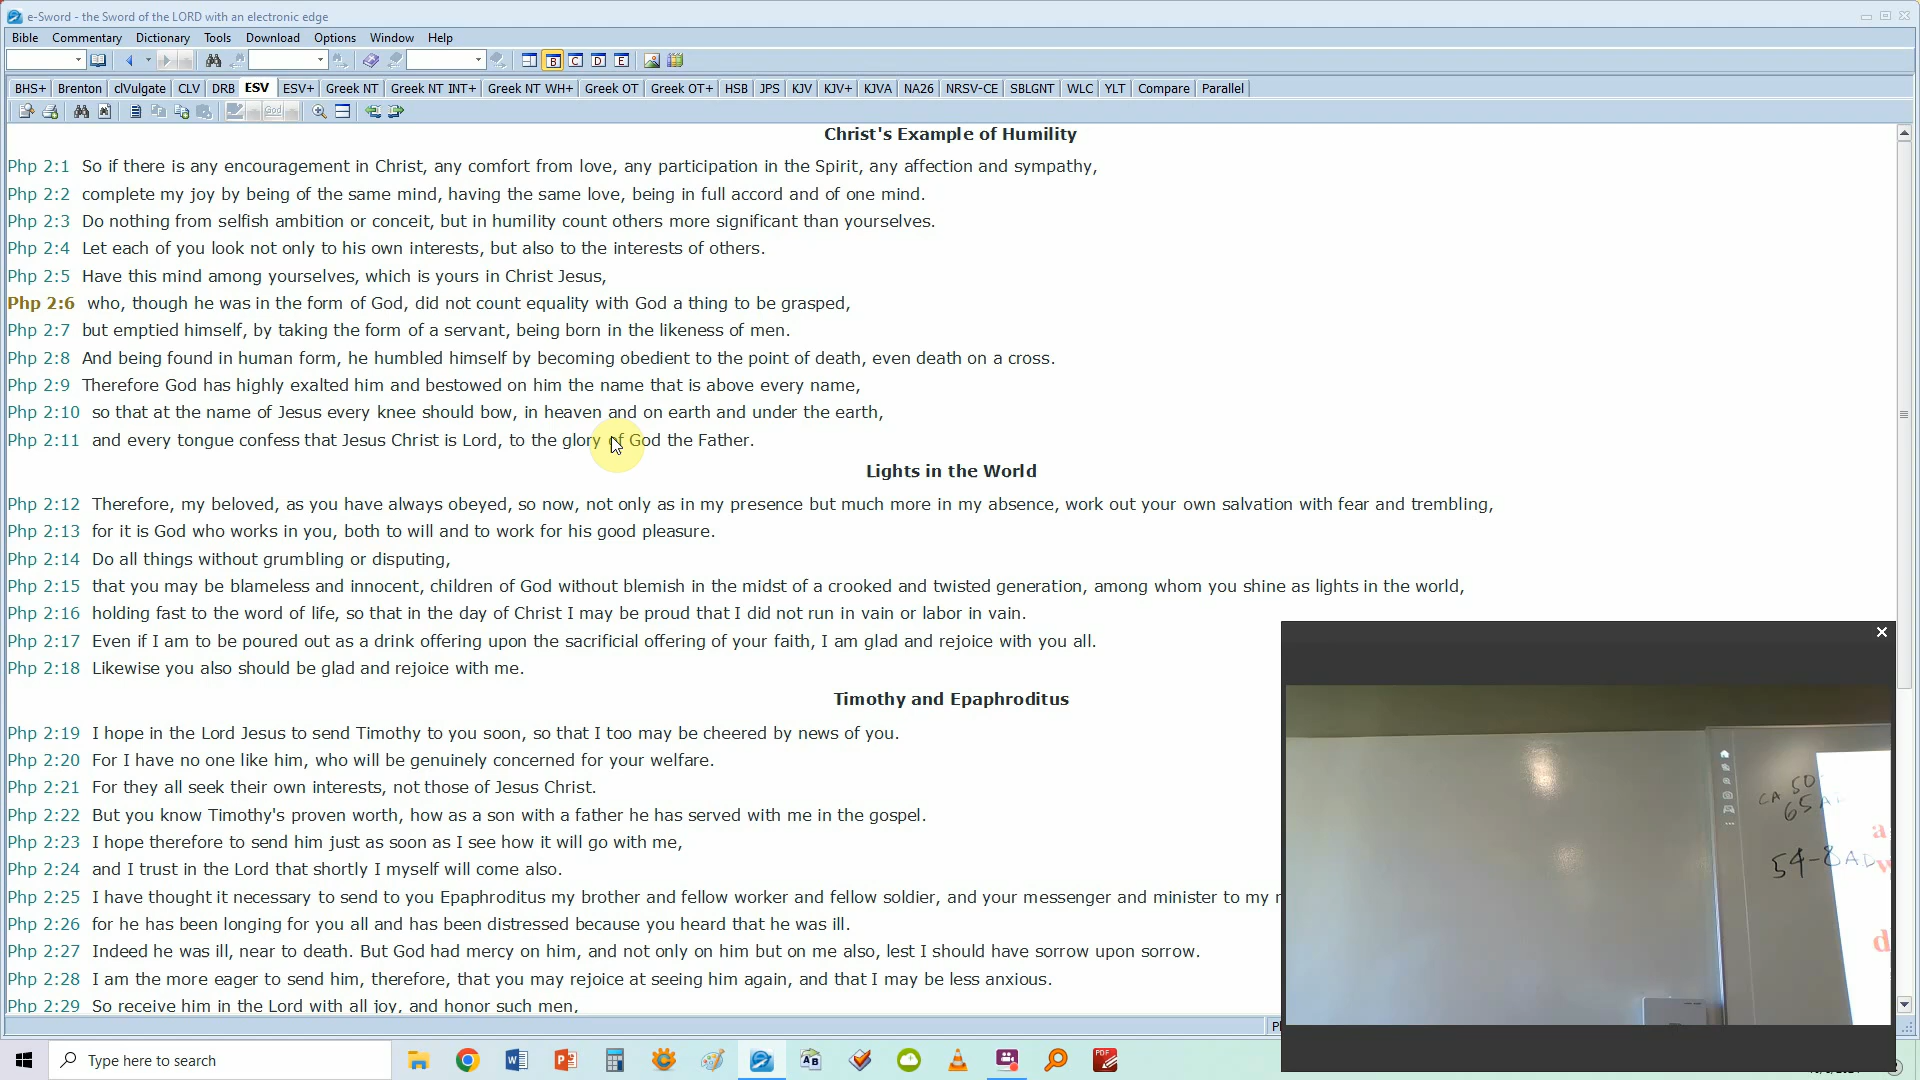 e-Sword - the Sword of the LORD with an electronic edge
Bible Commentary Dictionary Tools Download Options Window Help
B C D E
BHS+ Brenton clVulgate CLV DRB ESV ESV+ Greek NT Greek NT INT+ Greek NT WH+ Greek OT Greek OT+ HSB JPS KJV KJV+ KJVA NA26 NRSV-CE SBLGNT WLC YLT Compare Parallel
Christ's Example of Humility
Php 2:1 So if there is any encouragement in Christ, any comfort from love, any participation in the Spirit, any affection and sympathy,
Php 2:2 complete my joy by being of the same mind, having the same love, being in full accord and of one mind.
Php 2:3 Do nothing from selfish ambition or conceit, but in humility count others more significant than yourselves.
Php 2:4 Let each of you look not only to his own interests, but also to the interests of others.
Php 2:5 Have this mind among yourselves, which is yours in Christ Jesus,
Php 2:6 who, though he was in the form of God, did not count equality with God a thing to be grasped,
Php 2:7 but emptied himself, by taking the form of a servant, being born in the likeness of men.
Php 2:8 And being found in human form, he humbled himself by becoming obedient to the point of death, even death on a cross.
Php 2:9 Therefore God has highly exalted him and bestowed on him the name that is above every name,
Php 2:10 so that at the name of Jesus every knee should bow, in heaven and on earth and under the earth,
Php 2:11 and every tongue confess that Jesus Christ is Lord, to the glory of God the Father.
Lights in the World
Php 2:12 Therefore, my beloved, as you have always obeyed, so now, not only as in my presence but much more in my absence, work out your own salvation with fear and trembling,
Php 2:13 for it is God who works in you, both to will and to work for his good pleasure.
Php 2:14 Do all things without grumbling or disputing,
Php 2:15 that you may be blameless and innocent, children of God without blemish in the midst of a crooked and twisted generation, among whom you shine as lights in the world,
Php 2:16 holding fast to the word of life, so that in the day of Christ I may be proud that I did not run in vain or labor in vain.
Php 2:17 Even if I am to be poured out as a drink offering upon the sacrificial offering of your faith, I am glad and rejoice with you all.
Php 2:18 Likewise you also should be glad and rejoice with me.
Timothy and Epaphroditus
Php 2:19 I hope in the Lord Jesus to send Timothy to you soon, so that I too may be cheered by news of you.
Php 2:20 For I have no one like him, who will be genuinely concerned for your welfare.
Php 2:21 For they all seek their own interests, not those of Jesus Christ.
Php 2:22 But you know Timothy's proven worth, how as a son with a father he has served with me in the gospel.
Php 2:23 I hope therefore to send him just as soon as I see how it will go with me,
Php 2:24 and I trust in the Lord that shortly I myself will come also.
Php 2:25 I have thought it necessary to send to you Epaphroditus my brother and fellow worker and fellow soldier, and your messenger and minister to my
Php 2:26 for he has been longing for you all and has been distressed because you heard that he was ill.
Php 2:27 Indeed he was ill, near to death. But God had mercy on him, and not only on him but on me also, lest I should have sorrow upon sorrow.
Php 2:28 I am the more eager to send him, therefore, that you may rejoice at seeing him again, and that I may be less anxious.
Php 2:29 So receive him in the Lord with all joy, and honor such men,
CA 50
65 A
54-8 AD
a
w
d
Type here to search